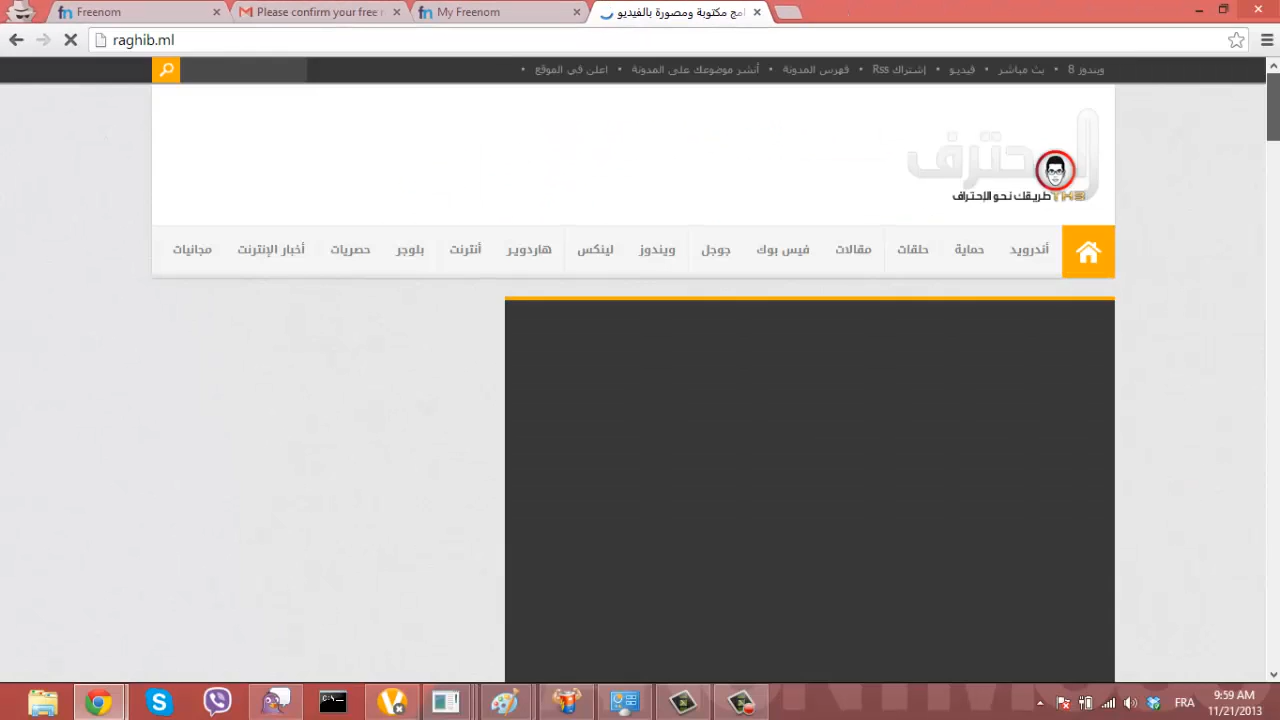 Freenom
Please confirm your free
My Freenom
امج مكتوبة ومصورة بالفيديو
raghib.ml
ويندوز 8 • بث مباشر • فيديو • إشتراك Rss • فهرس المدونة • أنشر موضوعك على المدونة • اعلن في الموقع •
المحترف
طريقك نحو الإحتراف
أندرويد حماية حلقات مقالات فيس بوك جوجل ويندوز لينكس هاردوير أنترنت بلوجر حصريات أخبار الإنترنت مجانيات
FRA
9:59 AM
11/21/2013